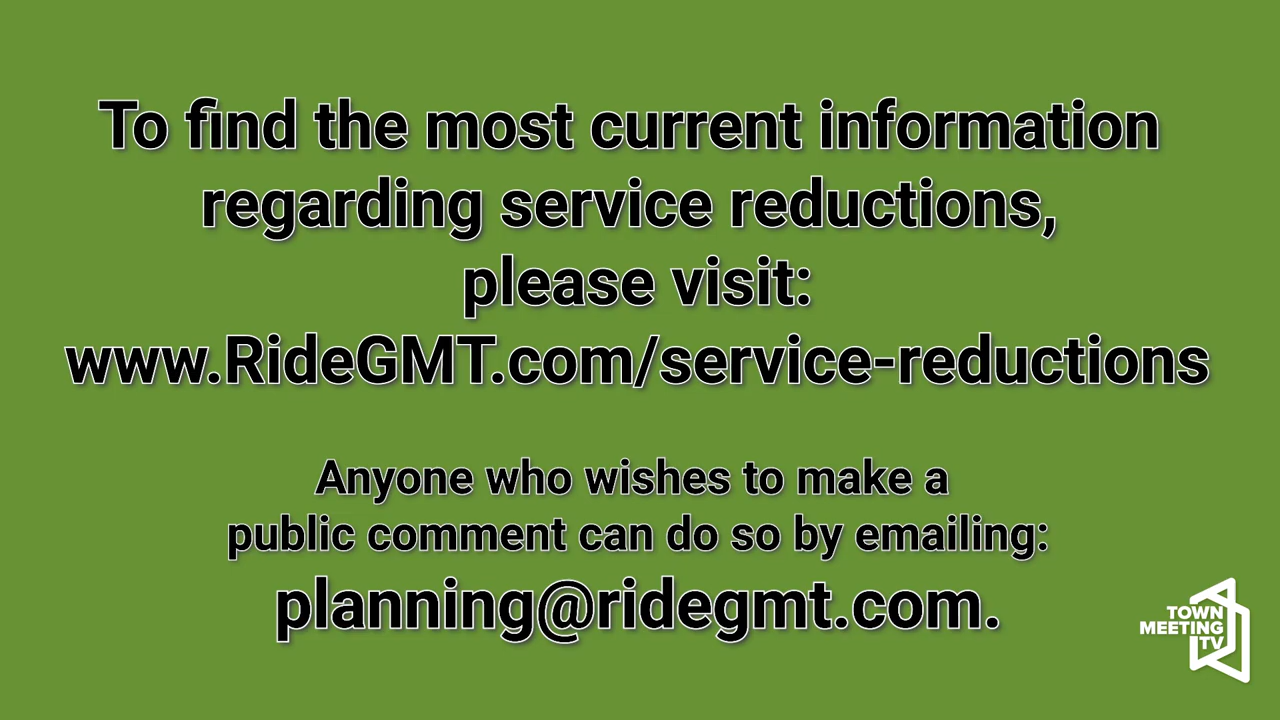 To find the most current information
regarding service reductions,
please visit:
www.RideGMT.com/service-reductions
Anyone who wishes to make a
public comment can do so by emailing:
planning@ridegmt.com.
TOWN
MEETING
TV